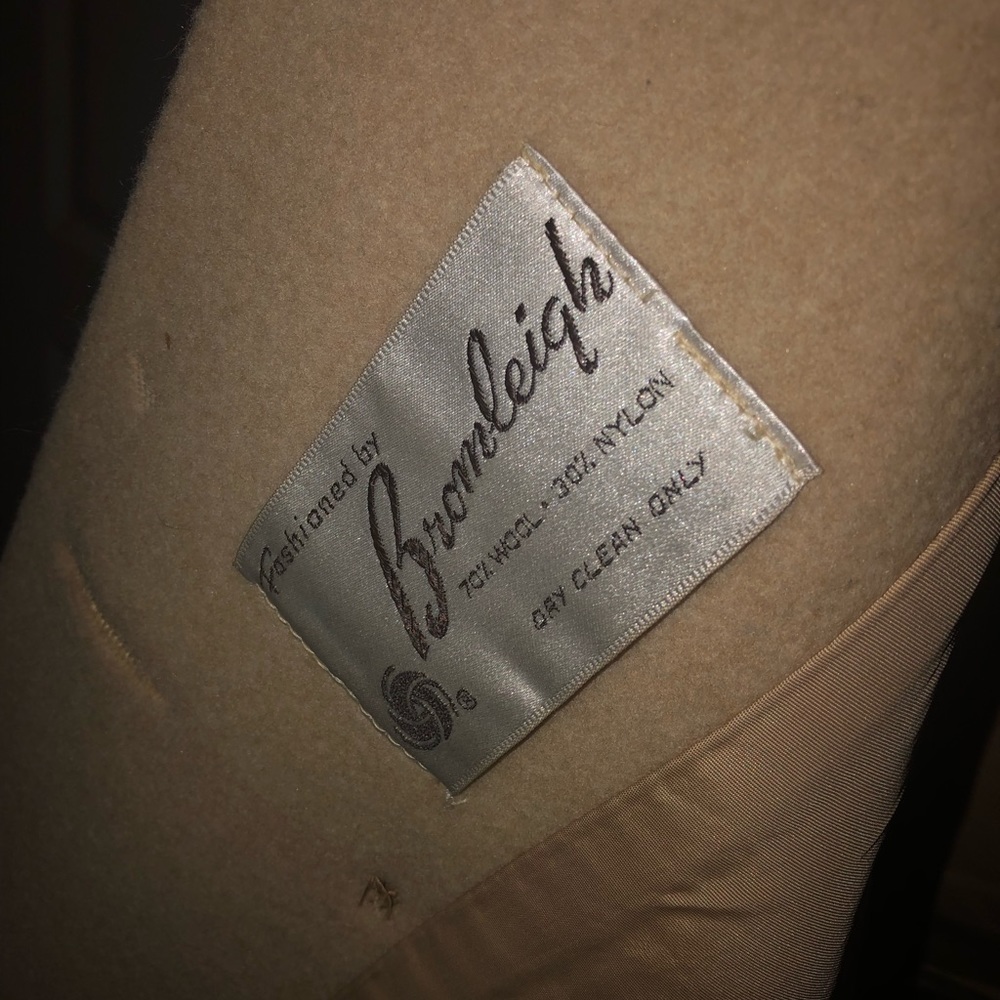 Fashioned by
Bromleigh
70% WOOL · 30% NYLON
DRY CLEAN ONLY
®